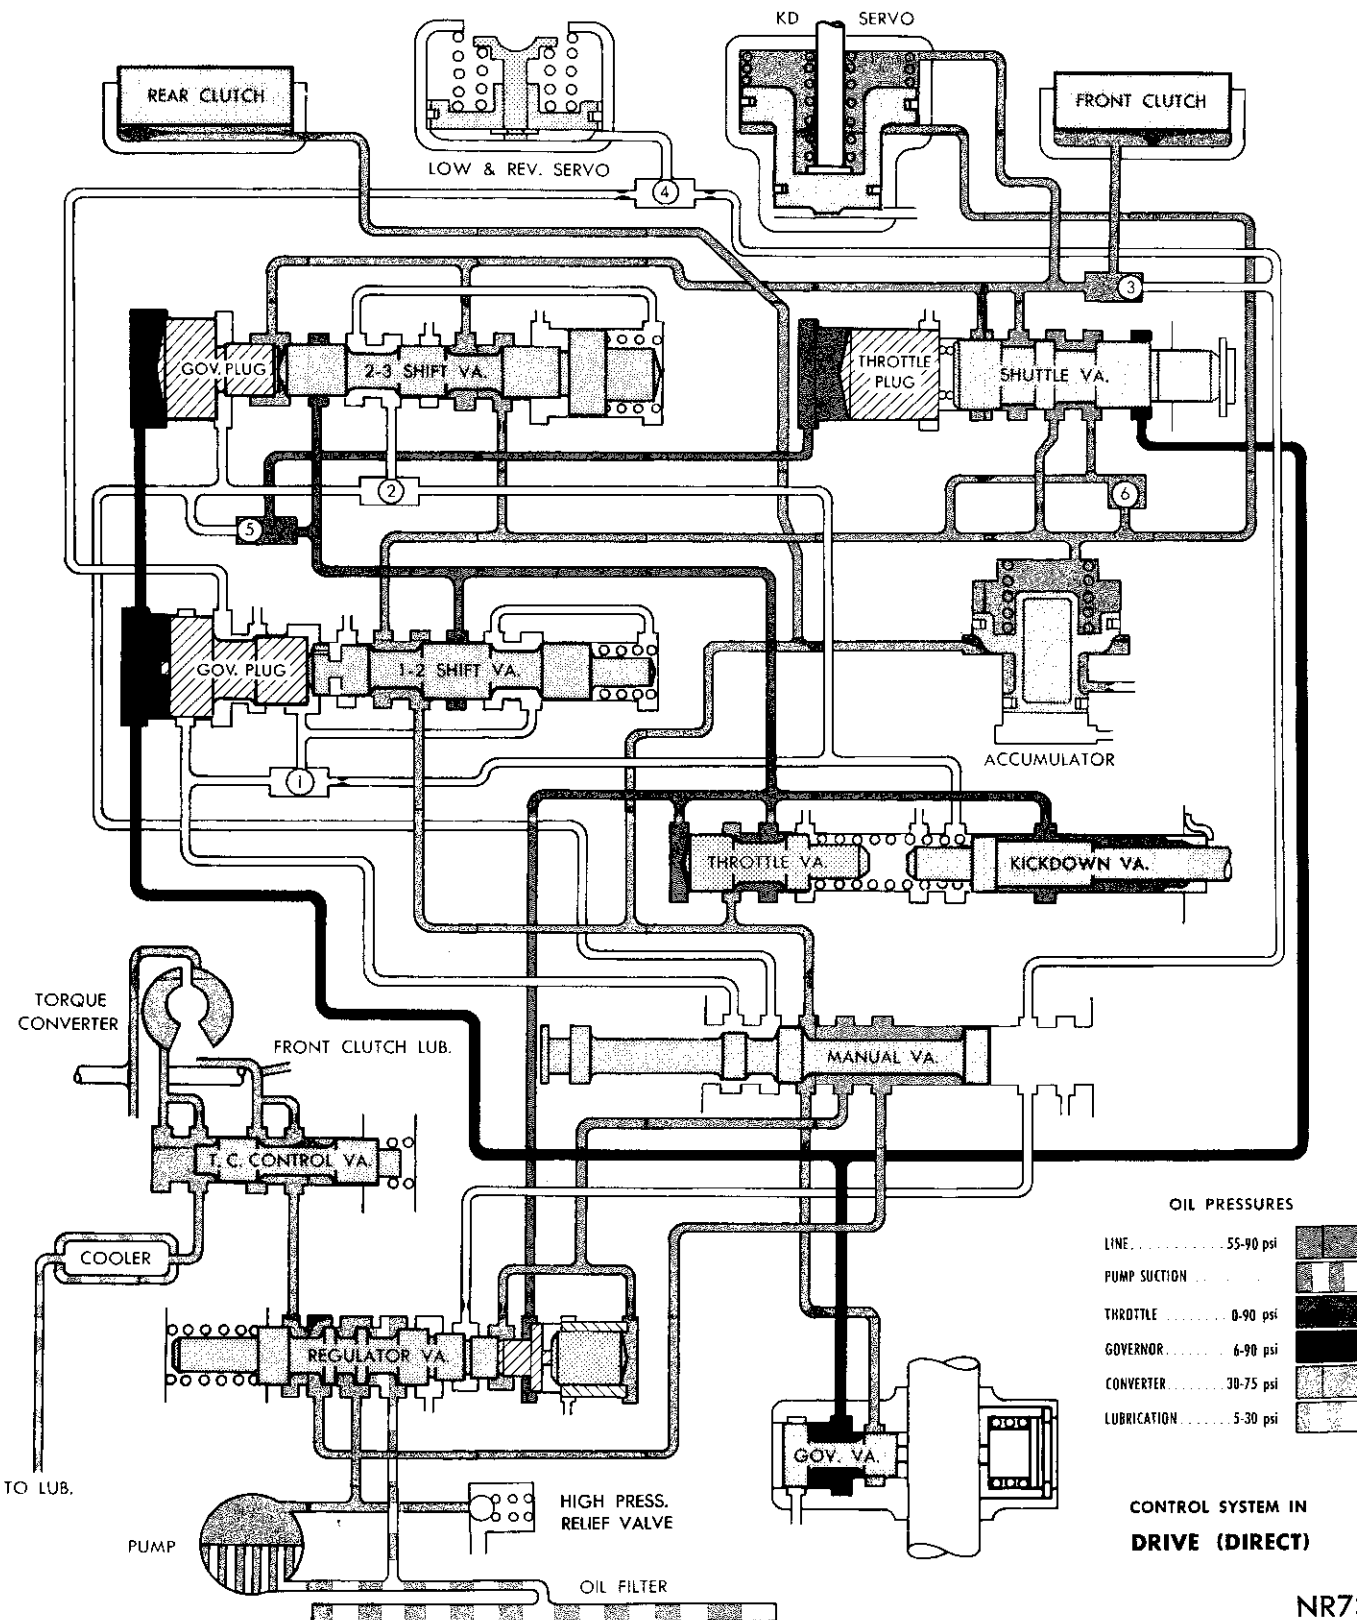 KD SERVO
REAR CLUTCH
FRONT CLUTCH
LOW & REV. SERVO
4
3
GOV. PLUG
2-3 SHIFT VA.
THROTTLE
PLUG
SHUTTLE VA.
2
6
5
GOV. PLUG
1-2 SHIFT VA.
ACCUMULATOR
1
THROTTLE VA.
KICKDOWN VA.
TORQUE
CONVERTER
FRONT CLUTCH LUB.
MANUAL VA.
T. C. CONTROL VA.
COOLER
OIL PRESSURES
LINE............55-90 psi
PUMP SUCTION
THROTTLE........0-90 psi
GOVERNOR........6-90 psi
CONVERTER.......30-75 psi
LUBRICATION.....5-30 psi
REGULATOR VA.
GOV. VA.
TO LUB.
HIGH PRESS.
RELIEF VALVE
PUMP
OIL FILTER
CONTROL SYSTEM IN
DRIVE (DIRECT)